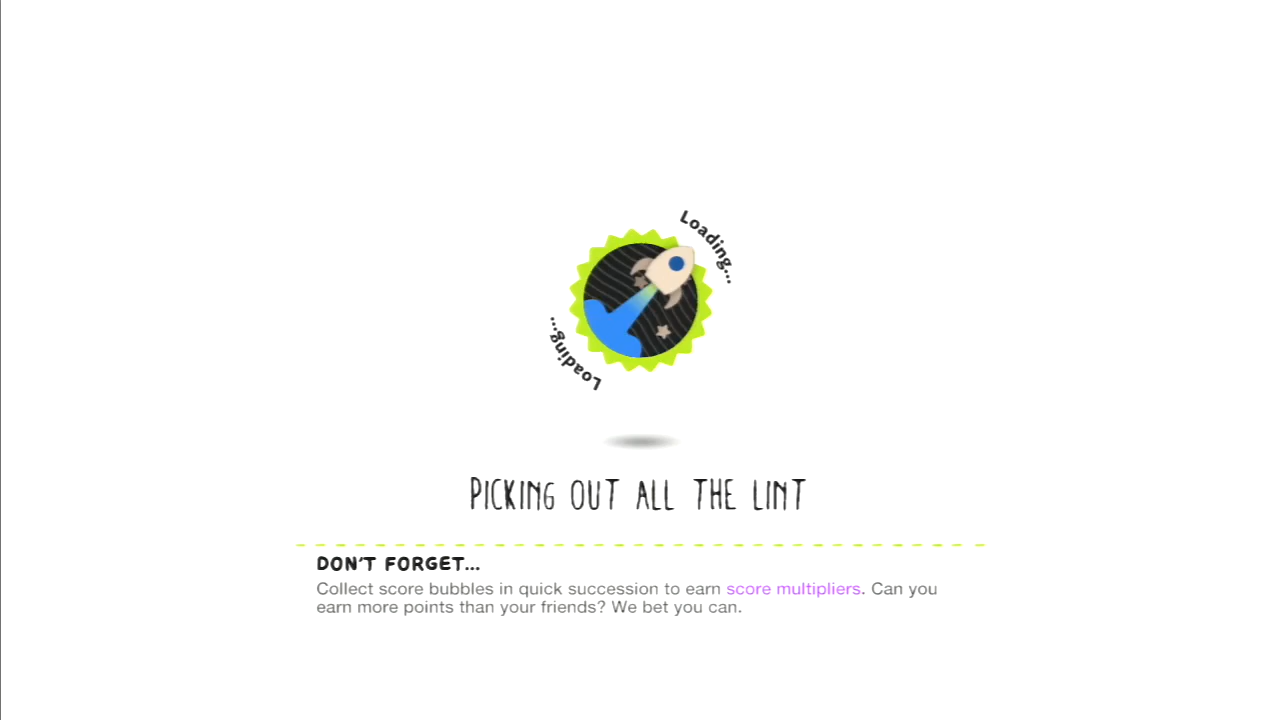 Loading...
Loading...
PICKING OUT ALL THE LINT
DON'T FORGET...
Collect score bubbles in quick succession to earn score multipliers. Can you
earn more points than your friends? We bet you can.